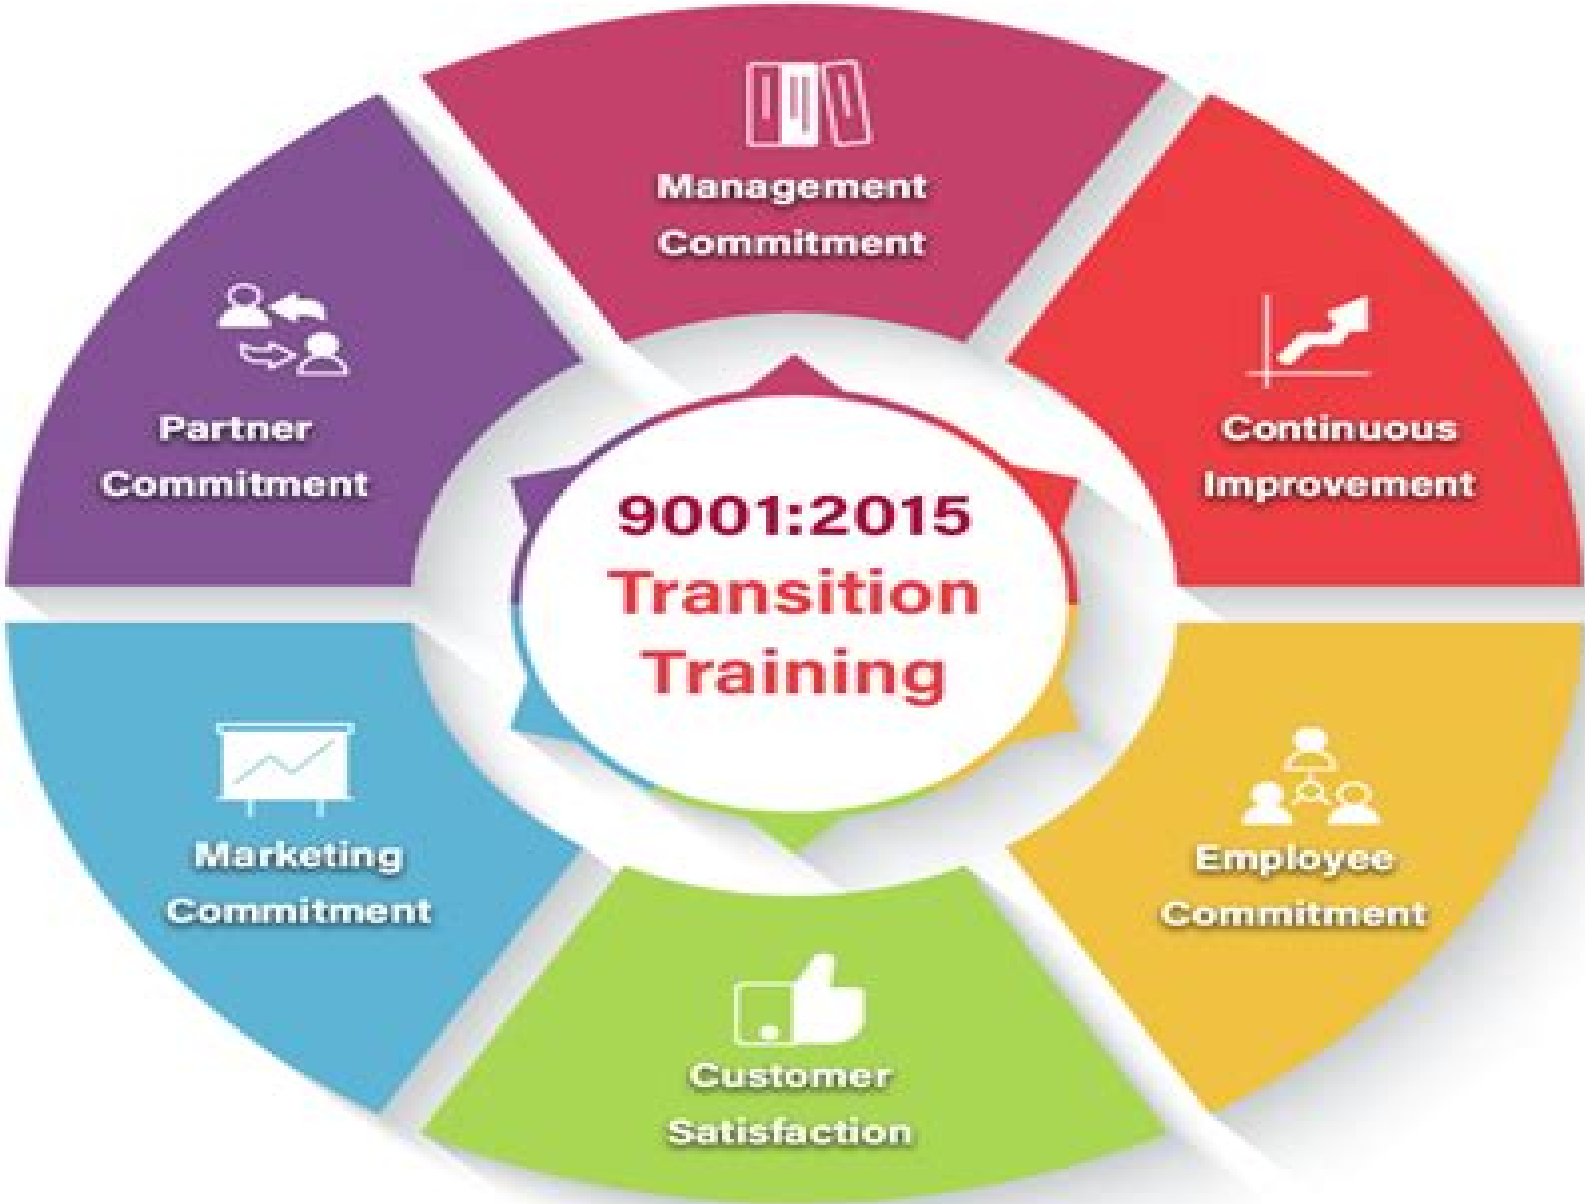 Management
Commitment
Continuous
Improvement
Employee
Commitment
Customer
Satisfaction
Marketing
Commitment
Partner
Commitment
9001:2015
Transition
Training